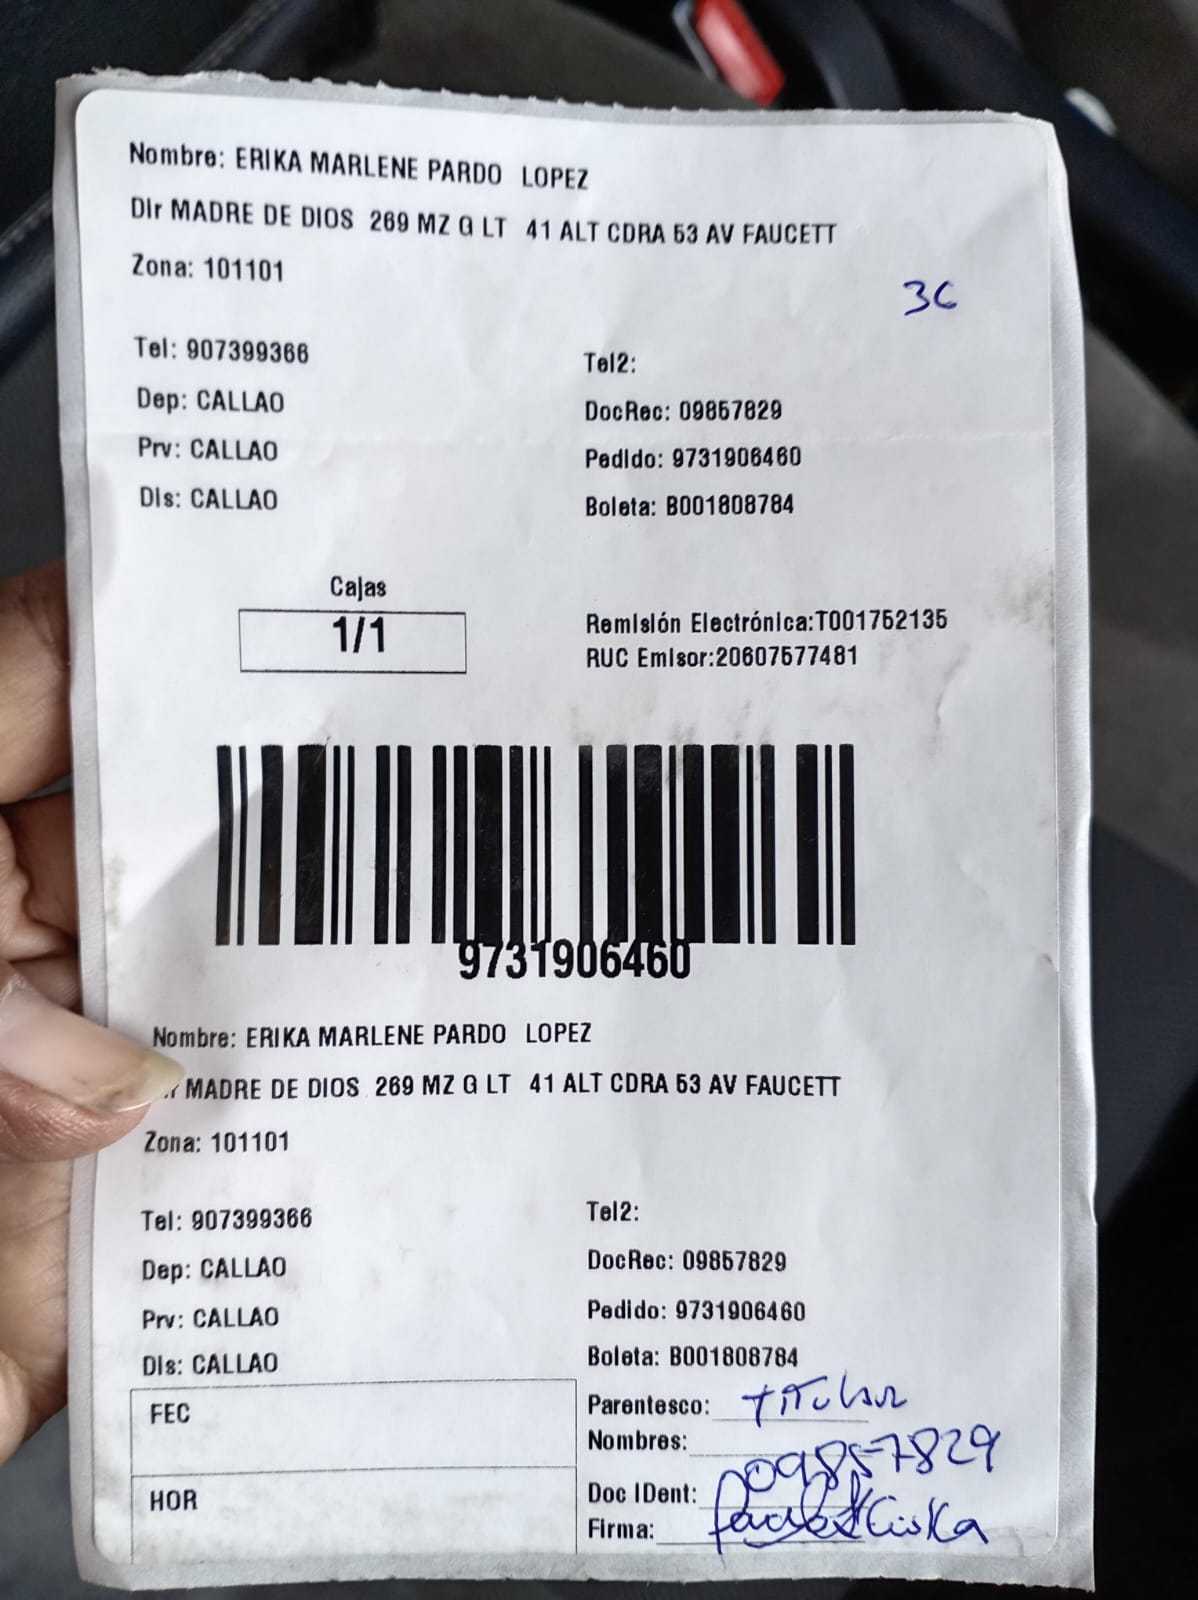 Nombre: ERIKA MARLENE PARDO LOPEZ
Dir MADRE DE DIOS 269 MZ G LT 41 ALT CDRA 53 AV FAUCETT
Zona: 101101
3C
Tel: 907399366
Tel2:
Dep: CALLAO
DocRec: 09857829
Prv: CALLAO
Pedido: 9731906460
Dis: CALLAO
Boleta: B001808784
Cajas
1/1
Remisión Electrónica:T001752135
RUC Emisor:20607577481
9731906460
Nombre: ERIKA MARLENE PARDO LOPEZ
MADRE DE DIOS 269 MZ G LT 41 ALT CDRA 53 AV FAUCETT
Zona: 101101
Tel: 907399366
Tel2:
Dep: CALLAO
DocRec: 09857829
Prv: CALLAO
Pedido: 9731906460
Dis: CALLAO
Boleta: B001808784
FEC
Parentesco: Titular
Nombres:
HOR
Doc IDent: 09857829
Firma: